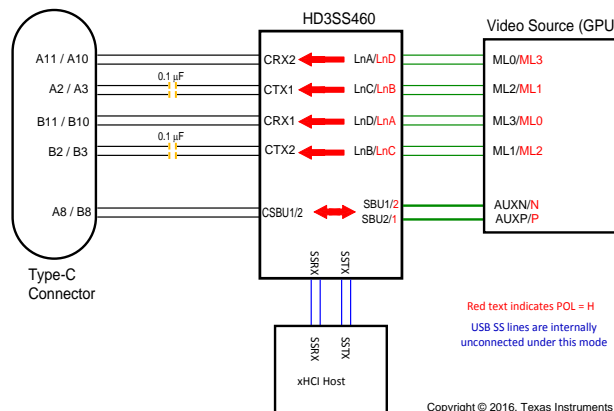 HD3SS460
Video Source (GPU
A11 / A10
CRX2
LnA/LnD
ML0/ML3
0.1 µF
A2 / A3
CTX1
LnC/LnB
ML2/ML1
B11 / B10
CRX1
LnD/LnA
ML3/ML0
0.1 µF
B2 / B3
CTX2
LnB/LnC
ML1/ML2
A8 / B8
CSBU1/2
SBU1/2
SBU2/1
AUXN/N
AUXP/P
SSRX
SSTX
Type-C
Connector
Red text indicates POL = H
USB SS lines are internally
unconnected under this mode
SSRX
SSTX
xHCI Host
Copyright © 2016, Texas Instruments